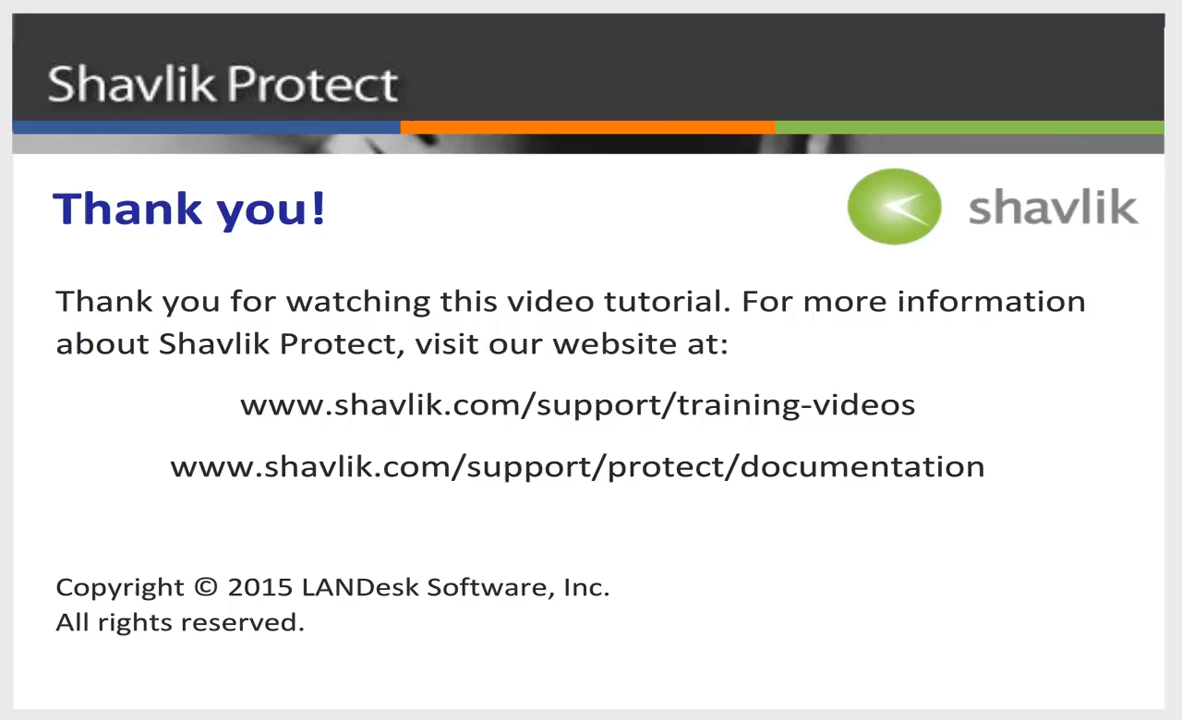 Shavlik Protect
Thank you!
shavlik
Thank you for watching this video tutorial. For more information
about Shavlik Protect, visit our website at:
www.shavlik.com/support/training-videos
www.shavlik.com/support/protect/documentation
Copyright © 2015 LANDesk Software, Inc.
All rights reserved.